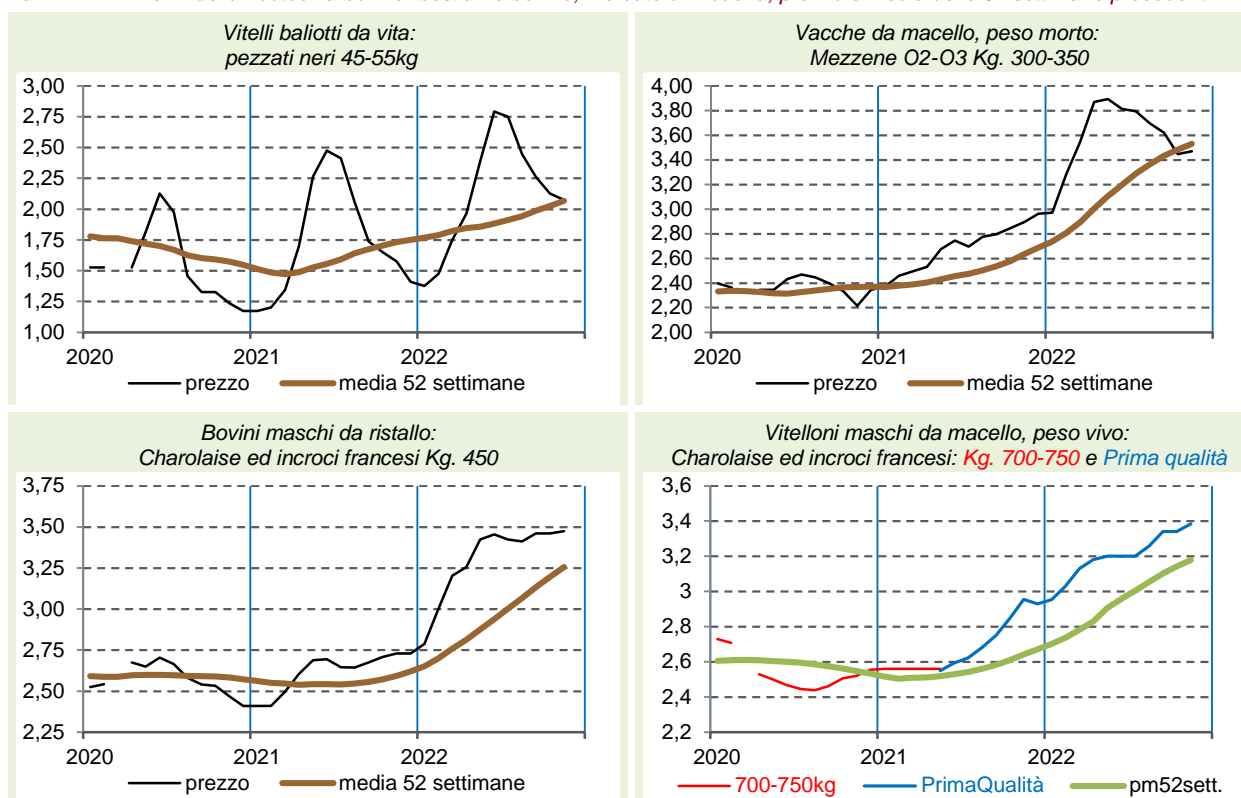 Vitelli baliotti da vita:
pezzati neri 45-55kg
3,00
2,75
2,50
2,25
2,00
1,75
1,50
1,25
1,00
2020 2021 2022
prezzo media 52 settimane
Vacche da macello, peso morto:
Mezzene O2-O3 Kg. 300-350
4,00
3,80
3,60
3,40
3,20
3,00
2,80
2,60
2,40
2,20
2,00
2020 2021 2022
prezzo media 52 settimane
Bovini maschi da ristallo:
Charolaise ed incroci francesi Kg. 450
3,75
3,50
3,25
3,00
2,75
2,50
2,25
2020 2021 2022
prezzo media 52 settimane
Vitelloni maschi da macello, peso vivo:
Charolaise ed incroci francesi: Kg. 700-750 e Prima qualità
3,6
3,4
3,2
3
2,8
2,6
2,4
2,2
2020 2021 2022
700-750kg PrimaQualità pm52sett.